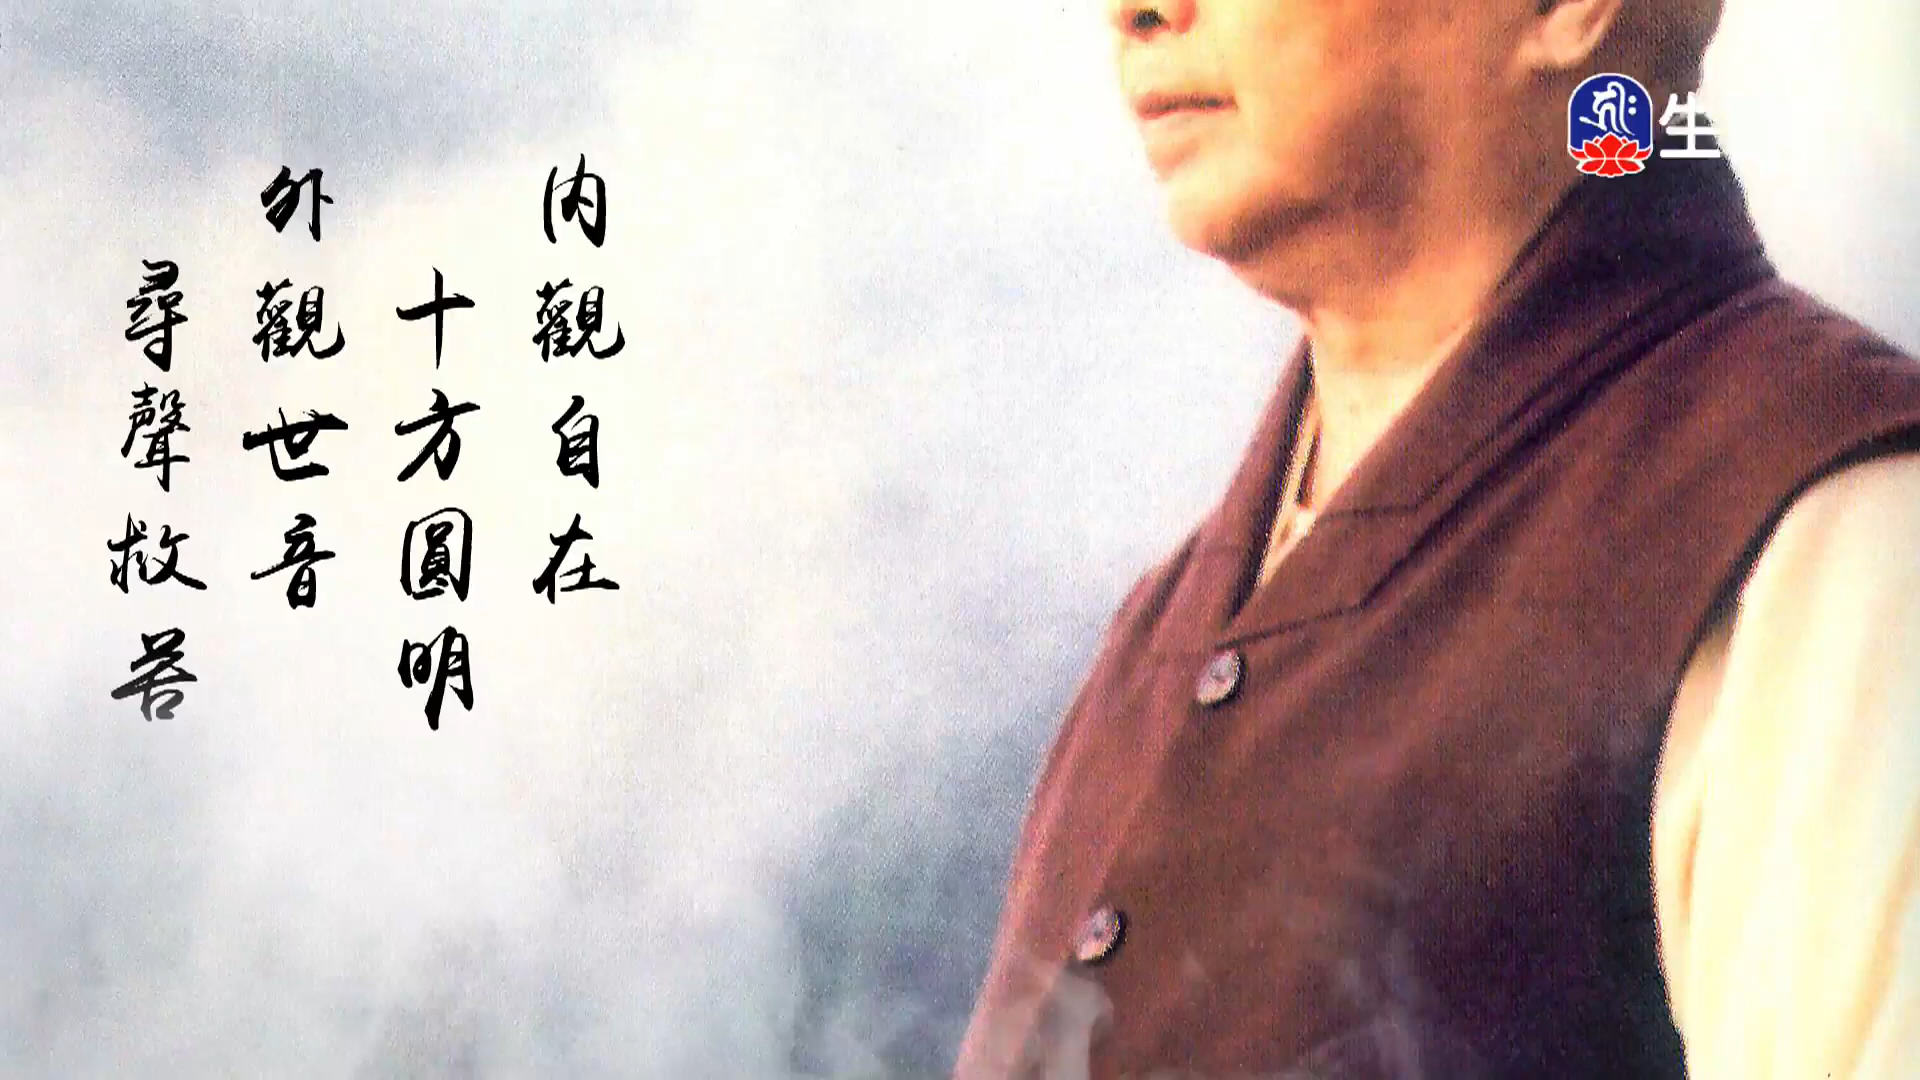 內觀自在
十方圓明
外觀世音
尋聲救苦
生